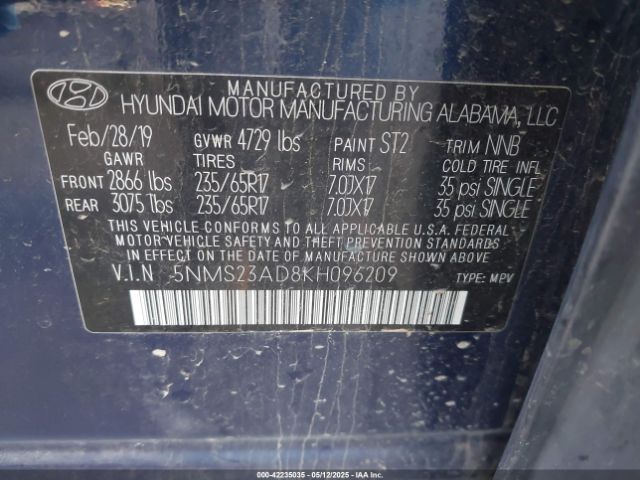 MANUFACTURED BY
HYUNDAI MOTOR MANUFACTURING ALABAMA, LLC
Feb/28/19 GVWR 4729 lbs PAINT ST2 TRIM NNB
GAWR TIRES RIMS COLD TIRE INFL
FRONT 2866 lbs 235/65R17 7.0JX17 35 psi SINGLE
REAR 3075 lbs 235/65R17 7.0JX17 35 psi SINGLE
THIS VEHICLE CONFORMS TO ALL APPLICABLE U.S.A. FEDERAL
MOTOR VEHICLE SAFETY AND THEFT PREVENTION STANDARDS
IN EFFECT ON THE DATE OF MANUFACTURE SHOWN ABOVE.
V.I.N 5NMS23AD8KH096209 TYPE: MPV
000-42235035 - 05/12/2025 - IAAI.COM